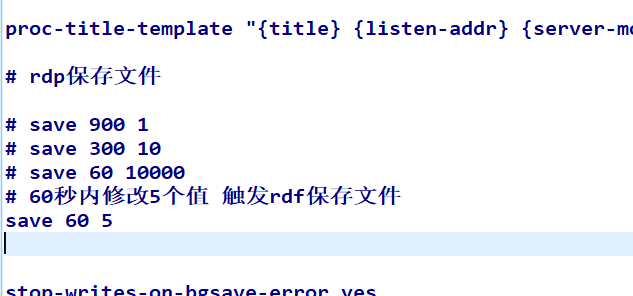 proc-title-template "{title} {listen-addr} {server-mo
# rdp保存文件
# save 900 1
# save 300 10
# save 60 10000
# 60秒内修改5个值 触发rdf保存文件
save 60 5
stop-writes-on-bgsave-error yes